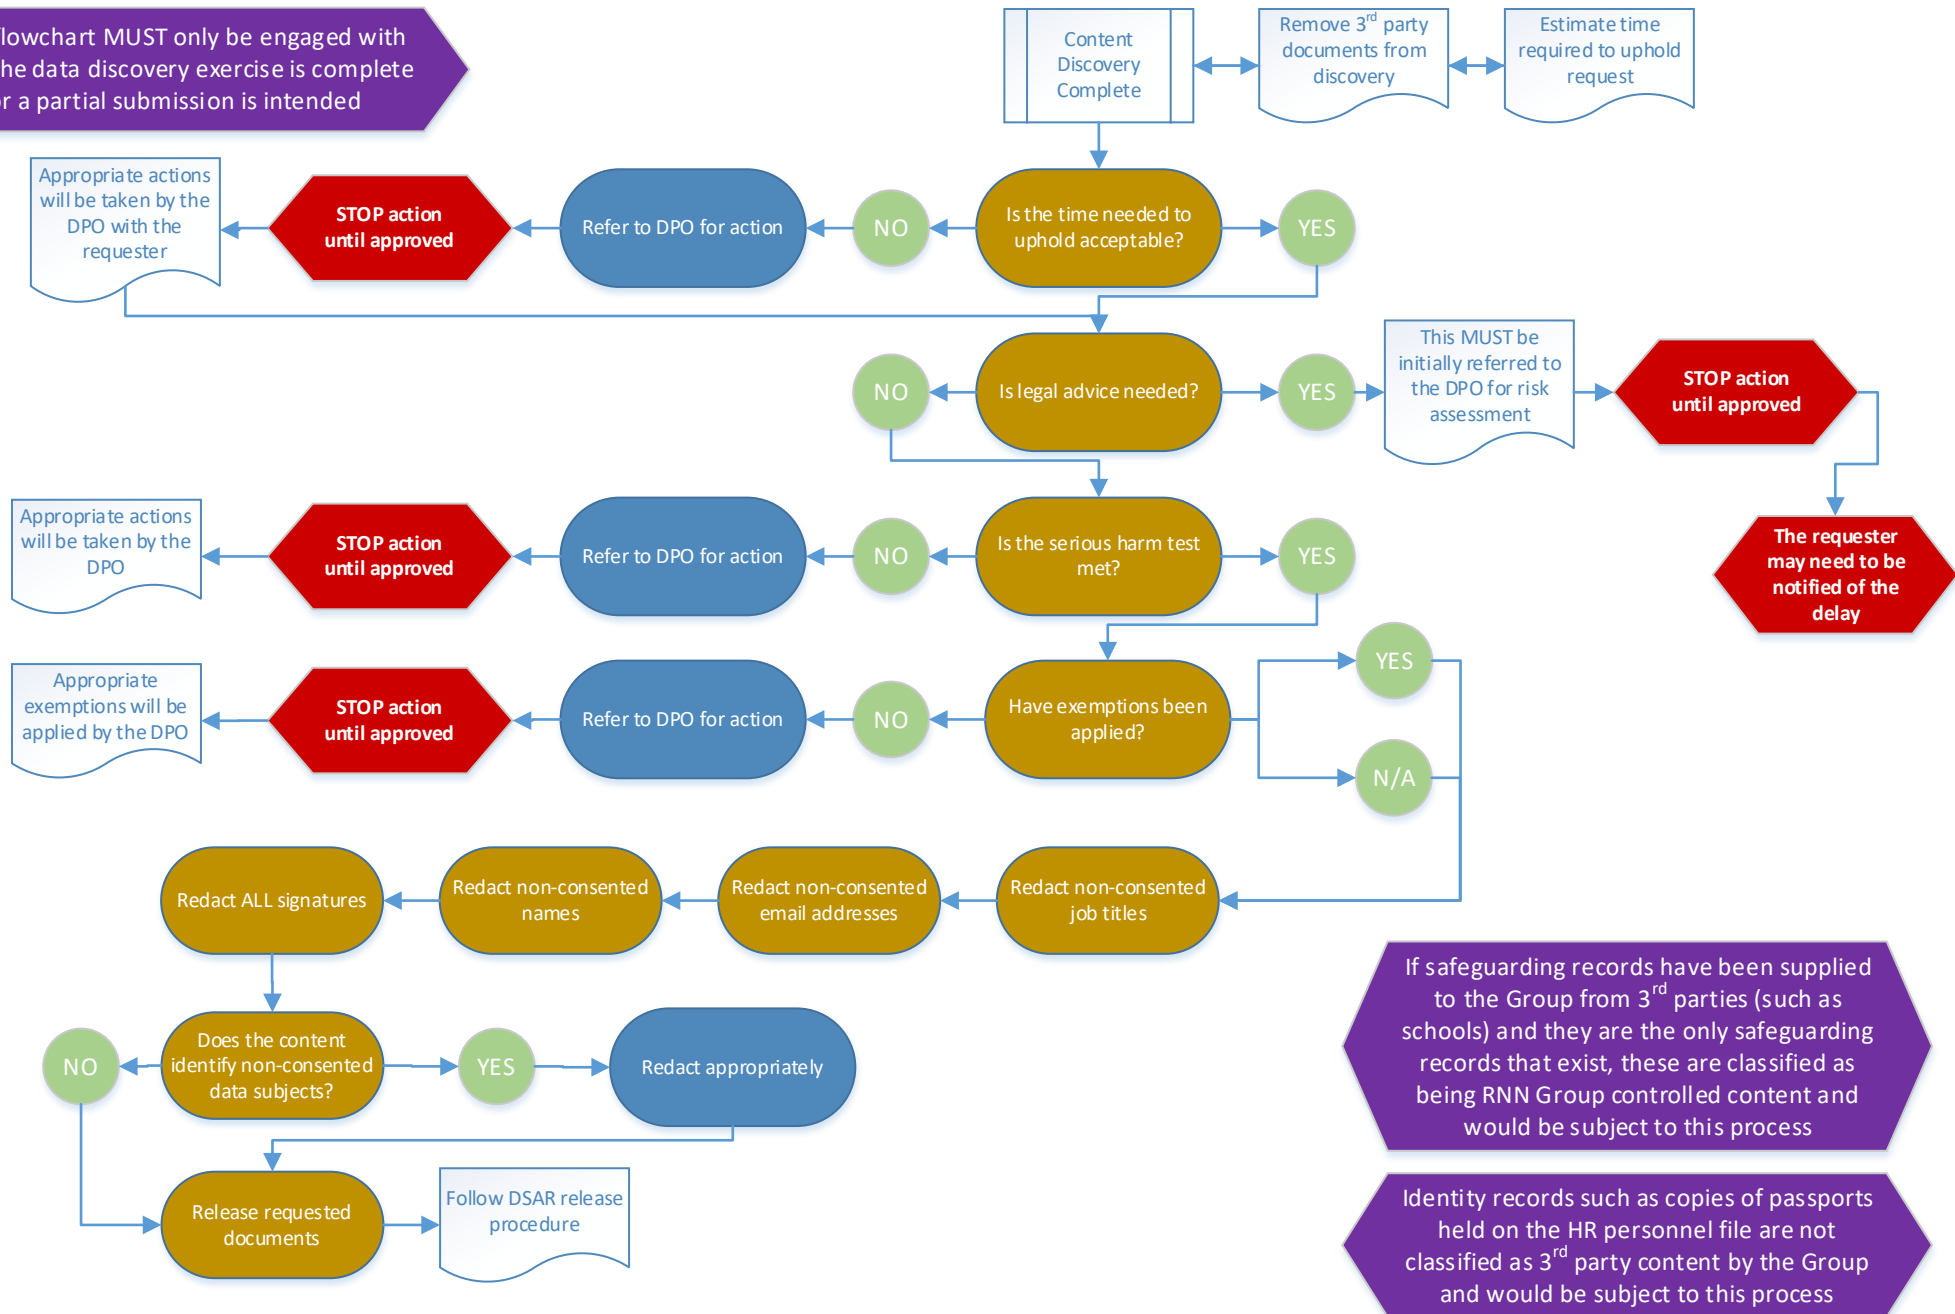 flowchart MUST only be engaged with
the data discovery exercise is complete
or a partial submission is intended
Content
Discovery
Complete
Remove 3rd party
documents from
discovery
Estimate time
required to uphold
request
Appropriate actions
will be taken by the
DPO with the
requester
STOP action
until approved
Refer to DPO for action
NO
Is the time needed to
uphold acceptable?
YES
NO
Is legal advice needed?
YES
This MUST be
initially referred to
the DPO for risk
assessment
STOP action
until approved
The requester
may need to be
notified of the
delay
Appropriate actions
will be taken by the
DPO
STOP action
until approved
Refer to DPO for action
NO
Is the serious harm test
met?
YES
Appropriate
exemptions will be
applied by the DPO
STOP action
until approved
Refer to DPO for action
NO
Have exemptions been
applied?
YES
N/A
Redact ALL signatures
Redact non-consented
names
Redact non-consented
email addresses
Redact non-consented
job titles
NO
Does the content
identify non-consented
data subjects?
YES
Redact appropriately
Release requested
documents
Follow DSAR release
procedure
If safeguarding records have been supplied
to the Group from 3rd parties (such as
schools) and they are the only safeguarding
records that exist, these are classified as
being RNN Group controlled content and
would be subject to this process
Identity records such as copies of passports
held on the HR personnel file are not
classified as 3rd party content by the Group
and would be subject to this process